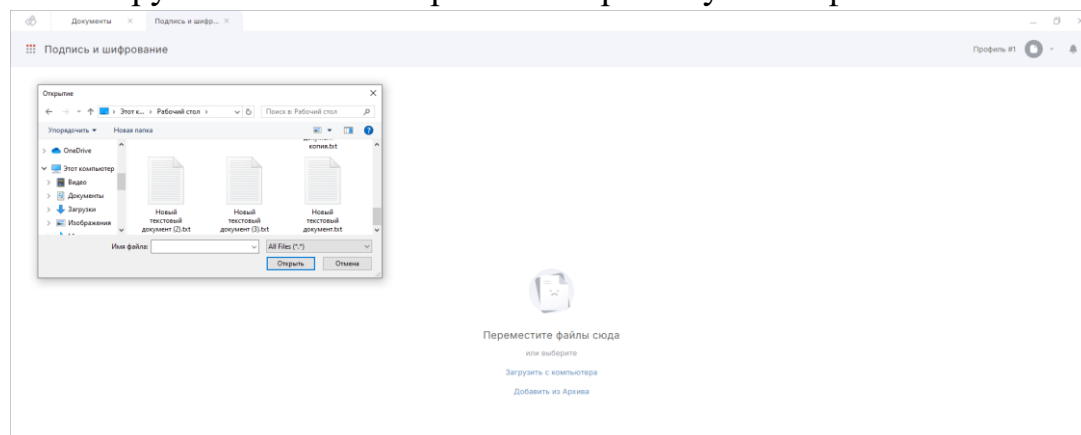 Документы
Подпись и шифр...
Подпись и шифрование
Профиль #1
Открытие
Этот к... › Рабочий стол ›
Поиск в: Рабочий стол
Упорядочить
Новая папка
копия.txt
OneDrive
Этот компьютер
Видео
Документы
Загрузки
Изображения
Новый текстовый документ (2).txt
Новый текстовый документ (3).txt
Новый текстовый документ.txt
Имя файла:
All Files (*.*)
Открыть
Отмена
Переместите файлы сюда
или выберите
Загрузить с компьютера
Добавить из Архива